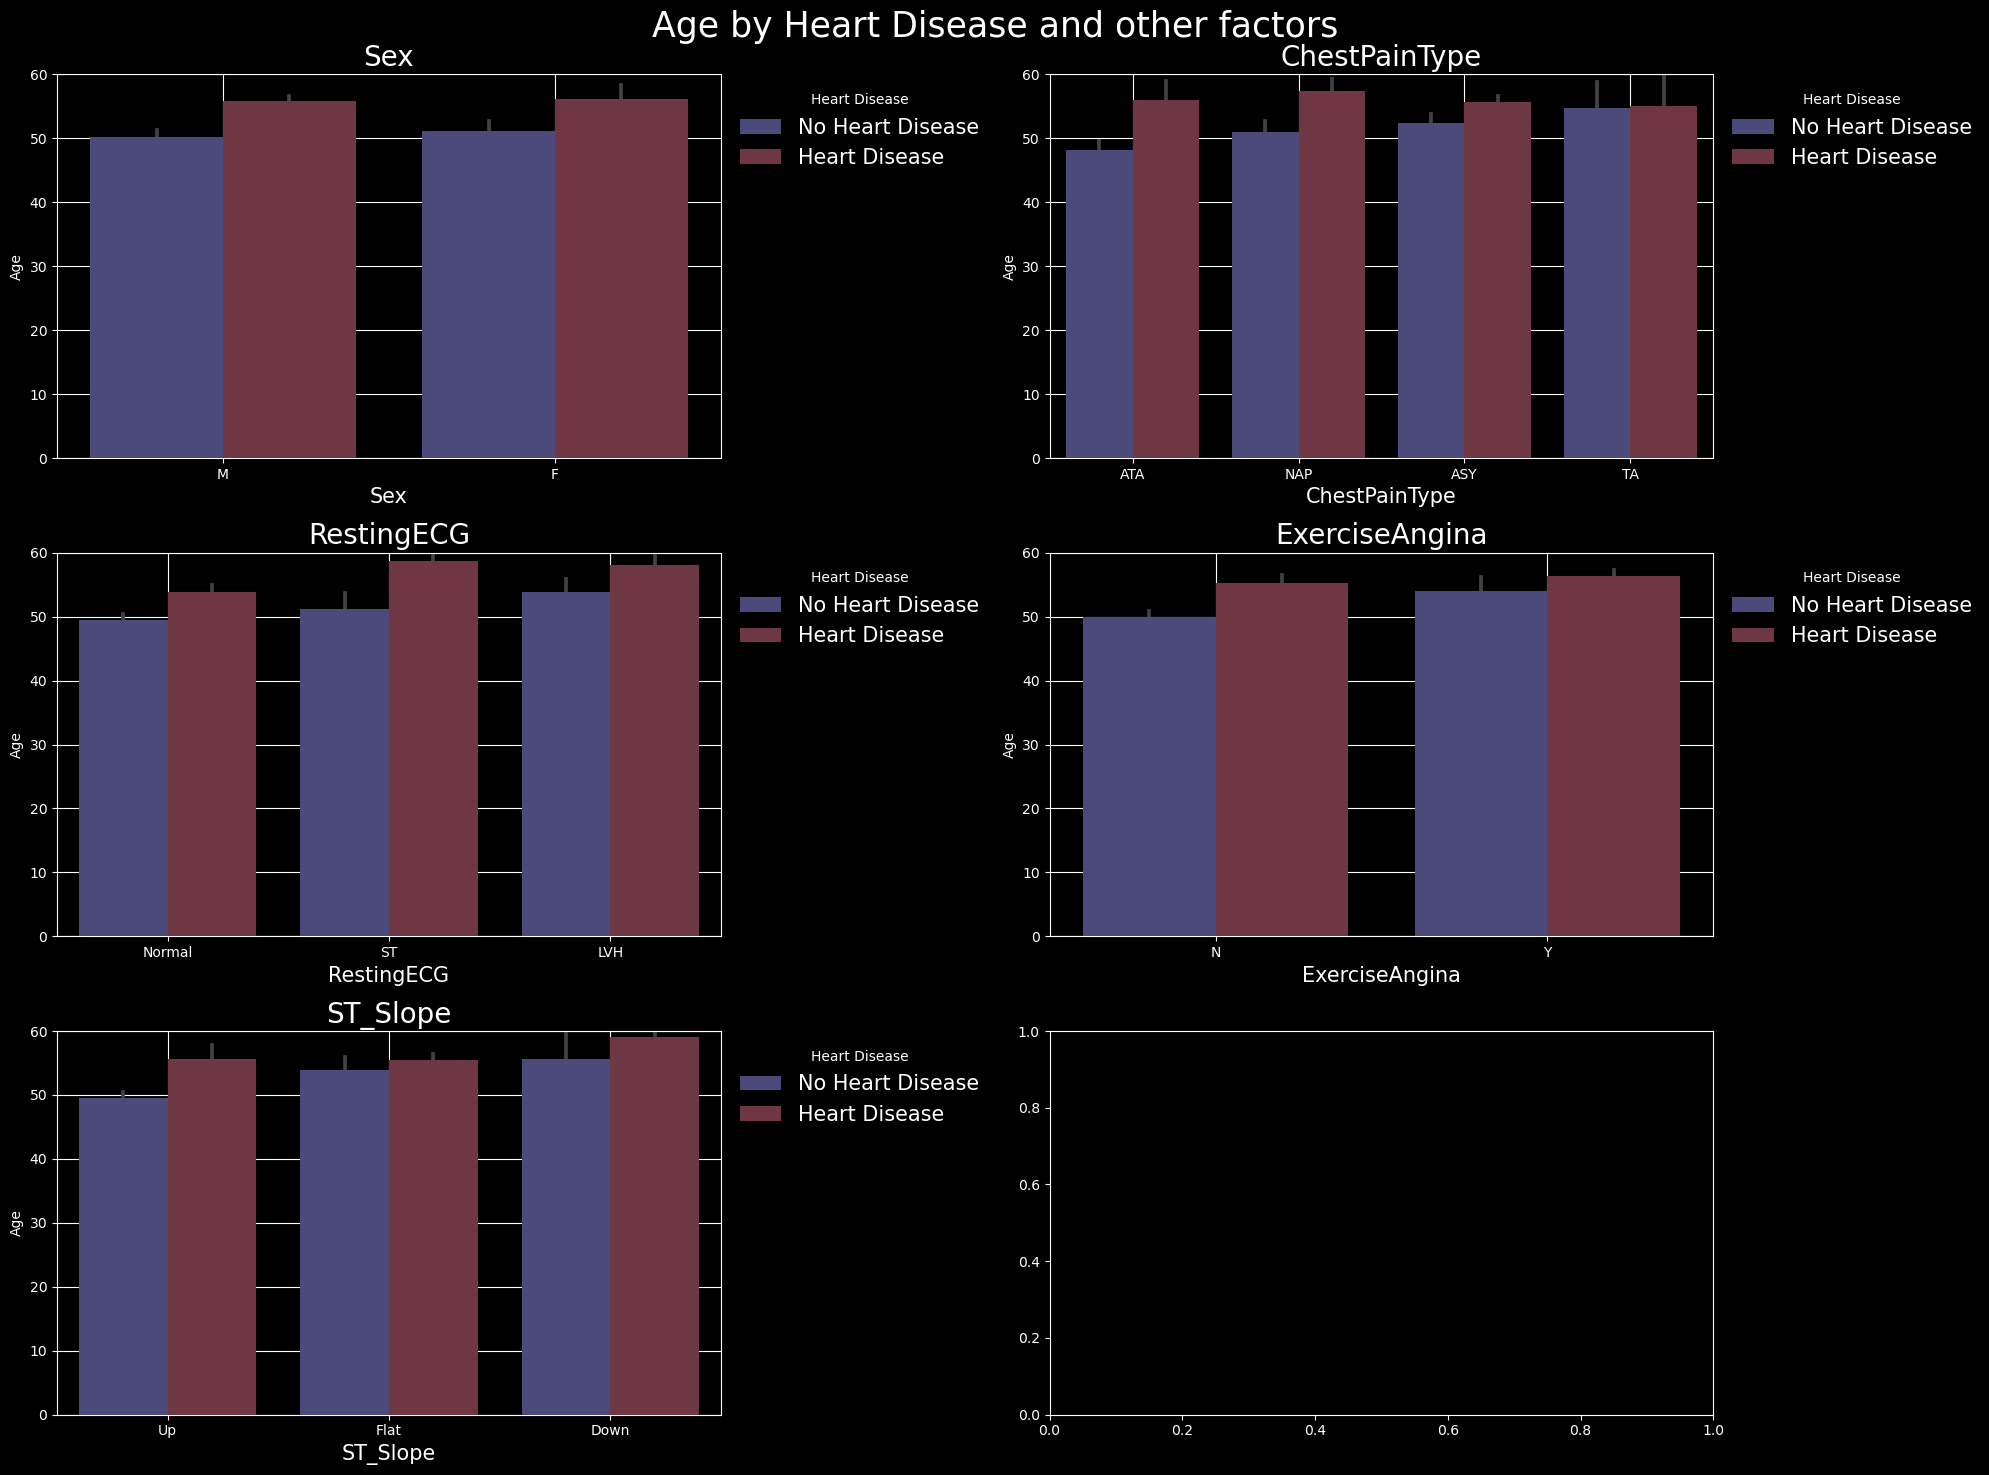 Age by Heart Disease and other factors
Sex
60
50
40
30
20
10
0
Age
M F
Sex
Heart Disease
No Heart Disease
Heart Disease
ChestPainType
60
50
40
30
20
10
0
Age
ATA NAP ASY TA
ChestPainType
Heart Disease
No Heart Disease
Heart Disease
RestingECG
60
50
40
30
20
10
0
Age
Normal ST LVH
RestingECG
Heart Disease
No Heart Disease
Heart Disease
ExerciseAngina
60
50
40
30
20
10
0
Age
N Y
ExerciseAngina
Heart Disease
No Heart Disease
Heart Disease
ST_Slope
60
50
40
30
20
10
0
Age
Up Flat Down
ST_Slope
Heart Disease
No Heart Disease
Heart Disease
1.0
0.8
0.6
0.4
0.2
0.0
0.0 0.2 0.4 0.6 0.8 1.0